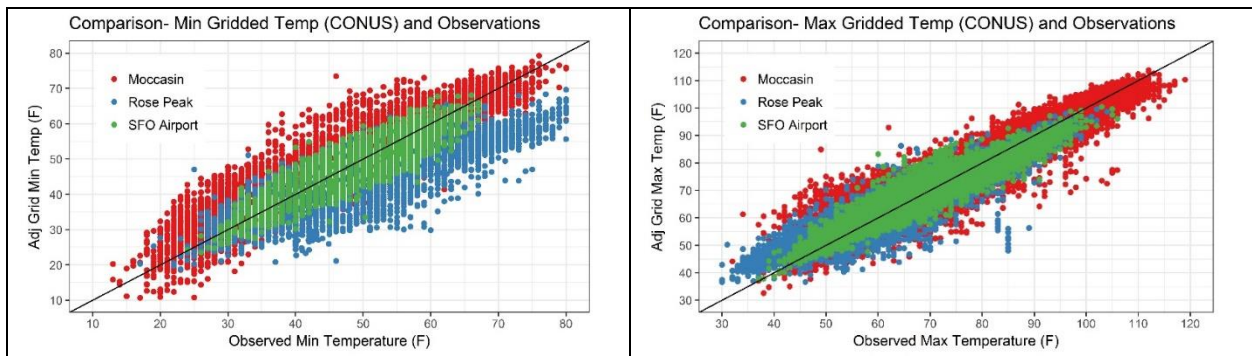 Comparison- Min Gridded Temp (CONUS) and Observations
80
70
60
50
40
30
20
10
Adj Grid Min Temp (F)
Moccasin
Rose Peak
SFO Airport
10 20 30 40 50 60 70 80
Observed Min Temperature (F)
Comparison- Max Gridded Temp (CONUS) and Observations
120
110
100
90
80
70
60
50
40
30
Adj Grid Max Temp (F)
Moccasin
Rose Peak
SFO Airport
30 40 50 60 70 80 90 100 110 120
Observed Max Temperature (F)